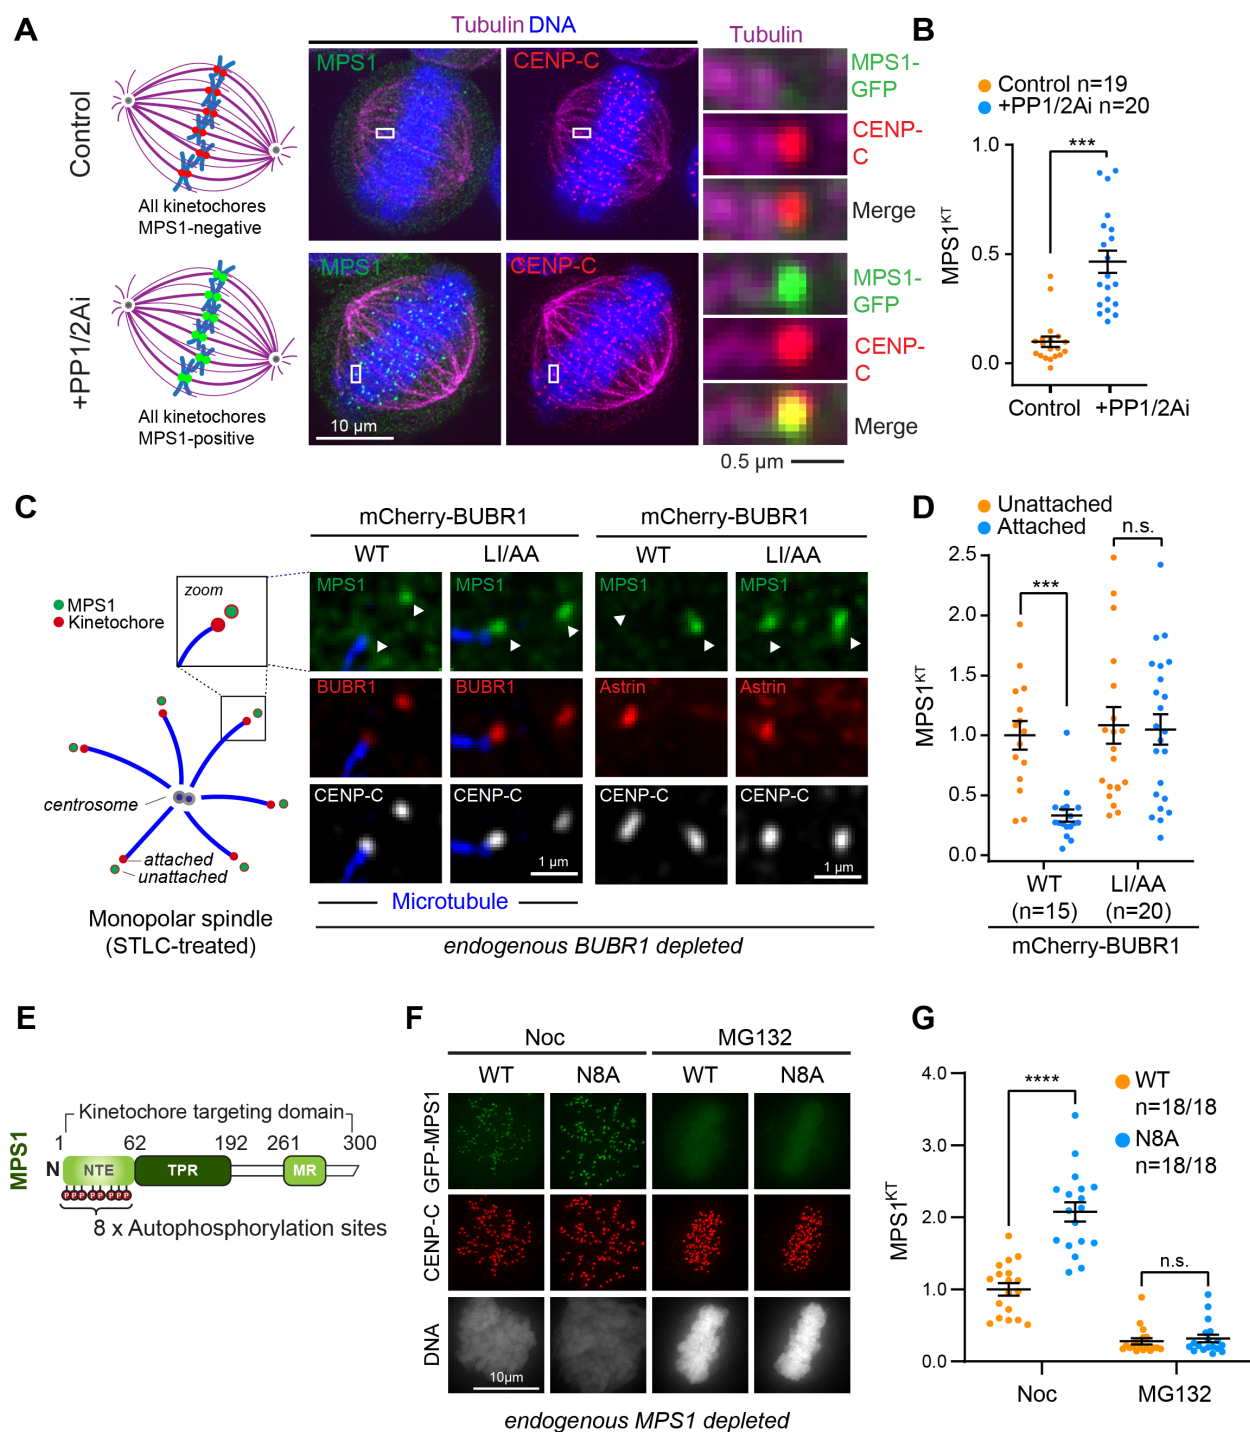 A
Tubulin DNA
Tubulin
Control
All kinetochores
MPS1-negative
MPS1
CENP-C
MPS1-
GFP
CENP-
C
Merge
+PP1/2Ai
All kinetochores
MPS1-positive
MPS1
10 µm
CENP-C
MPS1-
GFP
CENP-
C
Merge
0.5 µm
B
Control n=19
+PP1/2Ai n=20
***
MPS1KT
1.0
0.5
0.0
Control +PP1/2Ai
C
mCherry-BUBR1
mCherry-BUBR1
WT LI/AA WT LI/AA
zoom
MPS1
Kinetochore
centrosome
attached
unattached
Monopolar spindle
(STLC-treated)
MPS1 MPS1 MPS1 MPS1
BUBR1 BUBR1 Astrin Astrin
CENP-C CENP-C CENP-C CENP-C
1 µm
1 µm
Microtubule
endogenous BUBR1 depleted
D
Unattached
Attached
n.s.
***
MPS1KT
2.5
2.0
1.5
1.0
0.5
0.0
WT LI/AA
(n=15) (n=20)
mCherry-BUBR1
E
MPS1
Kinetochore targeting domain
1 62 192 261 300
N NTE TPR MR
P P P P P P P P
8 x Autophosphorylation sites
F
Noc MG132
WT N8A WT N8A
GFP-MPS1
CENP-C
DNA
10µm
endogenous MPS1 depleted
G
WT
n=18/18
N8A
n=18/18
****
n.s.
MPS1KT
4.0
3.0
2.0
1.0
0.0
Noc MG132